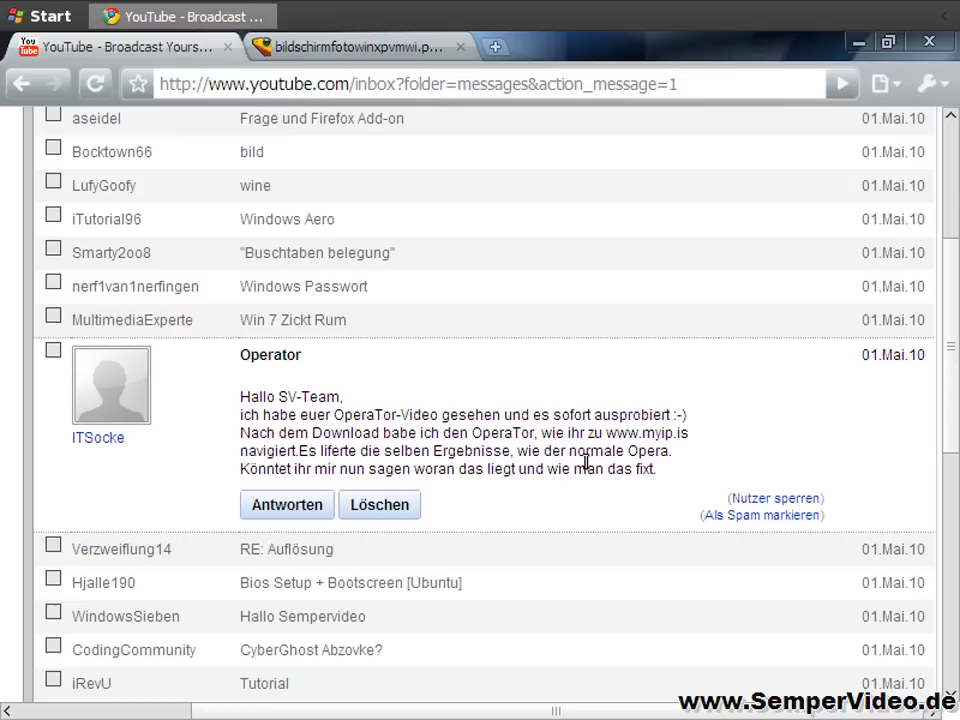 Start
YouTube - Broadcast ...
YouTube - Broadcast Yours...
bildschirmfotowinxpvmwi.p...
http://www.youtube.com/inbox?folder=messages&action_message=1
aseidel Frage und Firefox Add-on 01.Mai.10
Bocktown66 bild 01.Mai.10
LufyGoofy wine 01.Mai.10
iTutorial96 Windows Aero 01.Mai.10
Smarty2oo8 "Buschtaben belegung" 01.Mai.10
nerf1van1nerfingen Windows Passwort 01.Mai.10
MultimediaExperte Win 7 Zickt Rum 01.Mai.10
Operator 01.Mai.10
ITSocke
Hallo SV-Team,
ich habe euer OperaTor-Video gesehen und es sofort ausprobiert :-)
Nach dem Download babe ich den OperaTor, wie ihr zu www.myip.is
navigiert.Es liferte die selben Ergebnisse, wie der normale Opera.
Könntet ihr mir nun sagen woran das liegt und wie man das fixt.
Antworten Löschen (Nutzer sperren)
(Als Spam markieren)
Verzweiflung14 RE: Auflösung 01.Mai.10
Hjalle190 Bios Setup + Bootscreen [Ubuntu] 01.Mai.10
WindowsSieben Hallo Sempervideo 01.Mai.10
CodingCommunity CyberGhost Abzovke? 01.Mai.10
iRevU Tutorial 01.Mai.10
www.SemperVideo.de